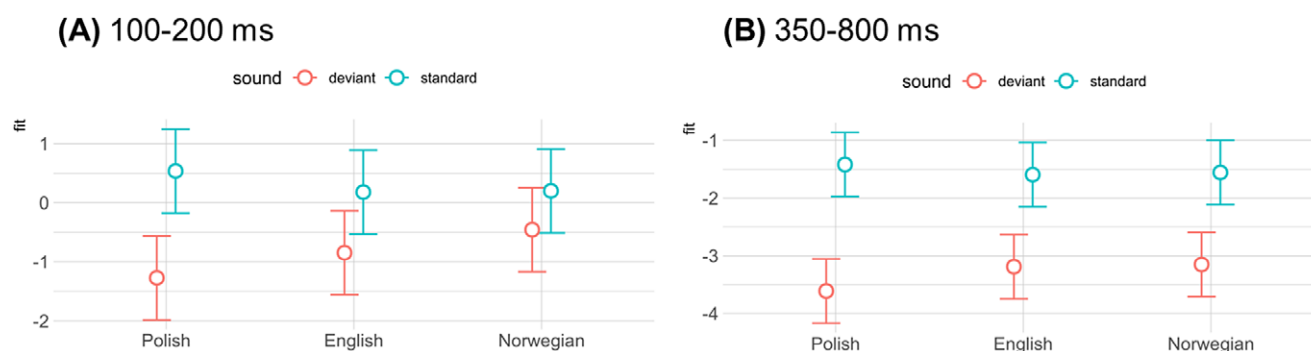 (A) 100-200 ms
sound deviant standard
fit
1
0
-1
-2
Polish English Norwegian
(B) 350-800 ms
sound deviant standard
fit
-1
-2
-3
-4
Polish English Norwegian